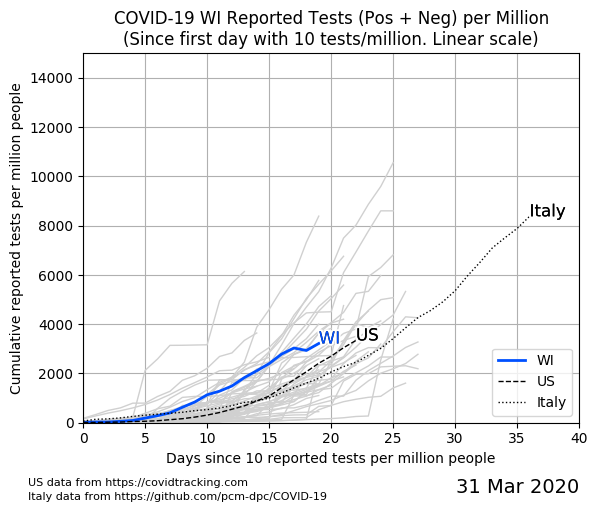 COVID-19 WI Reported Tests (Pos + Neg) per Million
(Since first day with 10 tests/million. Linear scale)
Cumulative reported tests per million people
14000
12000
10000
8000
6000
4000
2000
0
Italy
WI
US
WI
US
Italy
0 5 10 15 20 25 30 35 40
Days since 10 reported tests per million people
US data from https://covidtracking.com
Italy data from https://github.com/pcm-dpc/COVID-19
31 Mar 2020